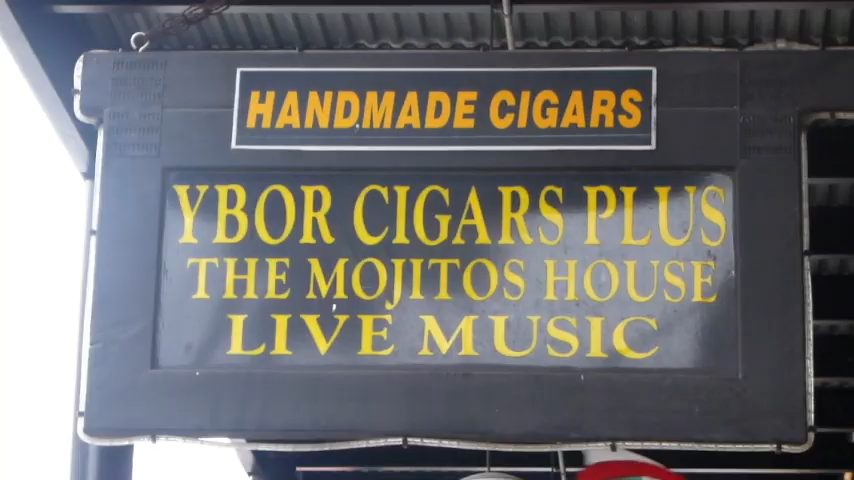 HANDMADE CIGARS
YBOR CIGARS PLUS
THE MOJITOS HOUSE
LIVE MUSIC